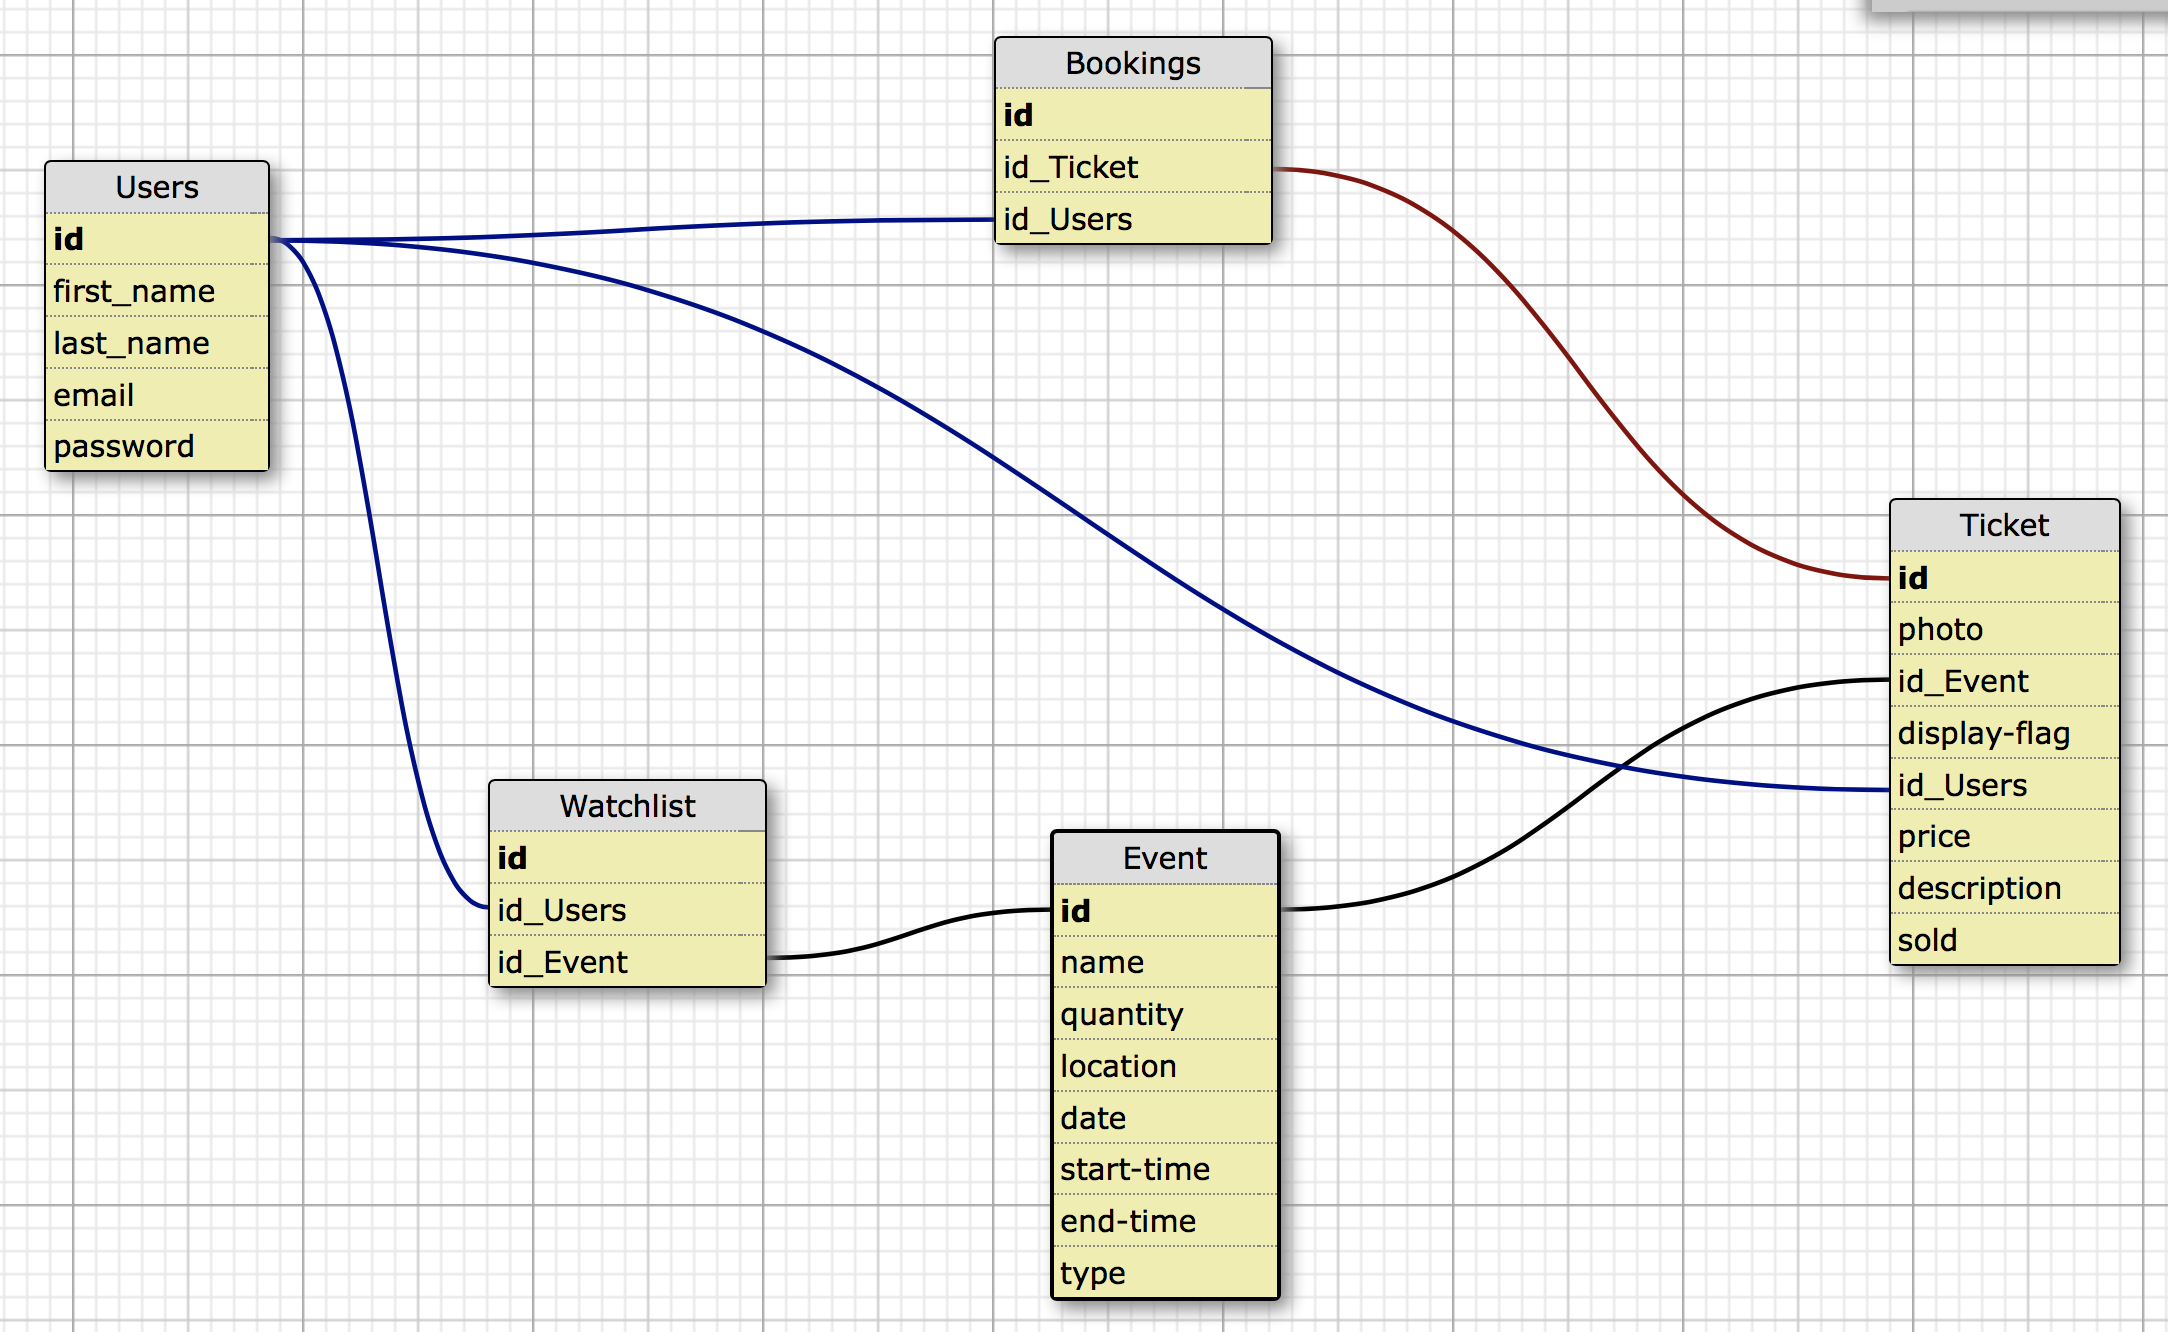 Bookings
id
id_Ticket
id_Users
Users
id
first_name
last_name
email
password
Ticket
id
photo
id_Event
display-flag
id_Users
price
description
sold
Watchlist
id
id_Users
id_Event
Event
id
name
quantity
location
date
start-time
end-time
type